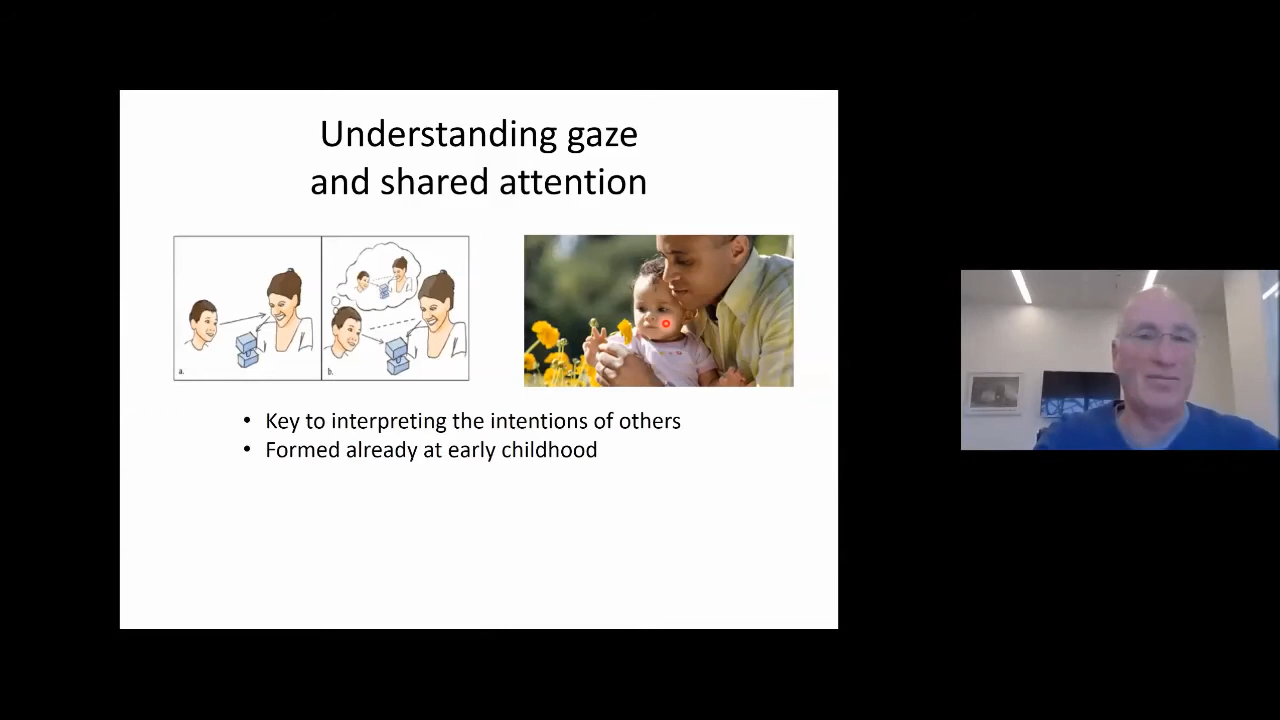 Understanding gaze
and shared attention
a.
b.
• Key to interpreting the intentions of others
• Formed already at early childhood